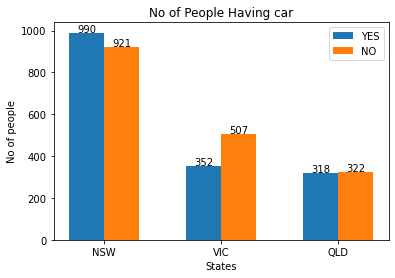 No of People Having car
No of people
1000
800
600
400
200
0
990
921
352
507
318
322
YES
NO
NSW
VIC
QLD
States